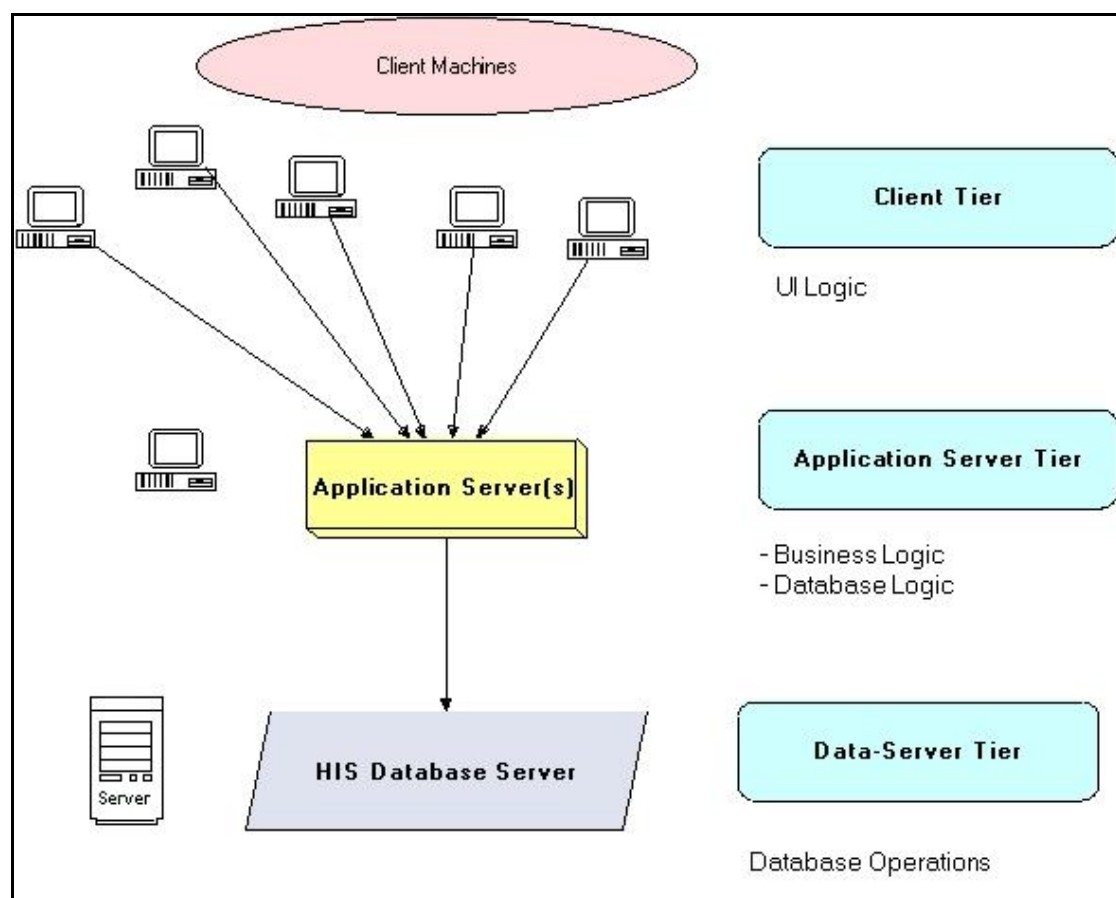 Client Machines
Client Tier
UI Logic
Application Server(s)
Application Server Tier
- Business Logic
- Database Logic
Server
HIS Database Server
Data-Server Tier
Database Operations